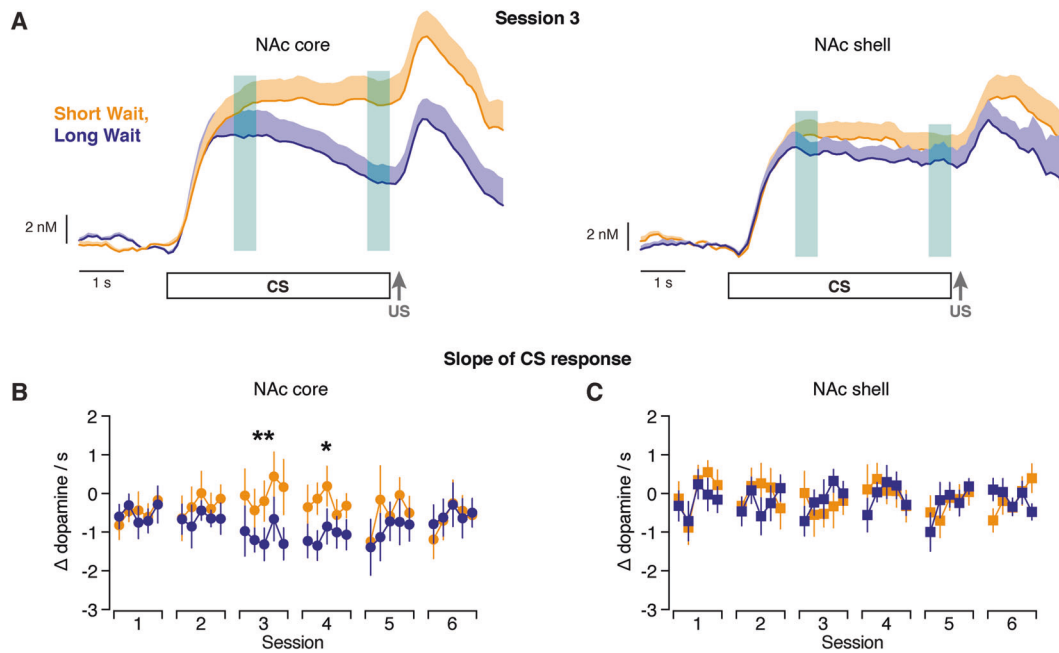 A
Session 3
NAc core
NAc shell
Short Wait,
Long Wait
2 nM
2 nM
1 s
1 s
CS
CS
US
US
Slope of CS response
B
NAc core
C
NAc shell
Δ dopamine / s
2
1
0
-1
-2
-3
**
*
1 2 3 4 5 6
Session
Δ dopamine / s
2
1
0
-1
-2
-3
1 2 3 4 5 6
Session